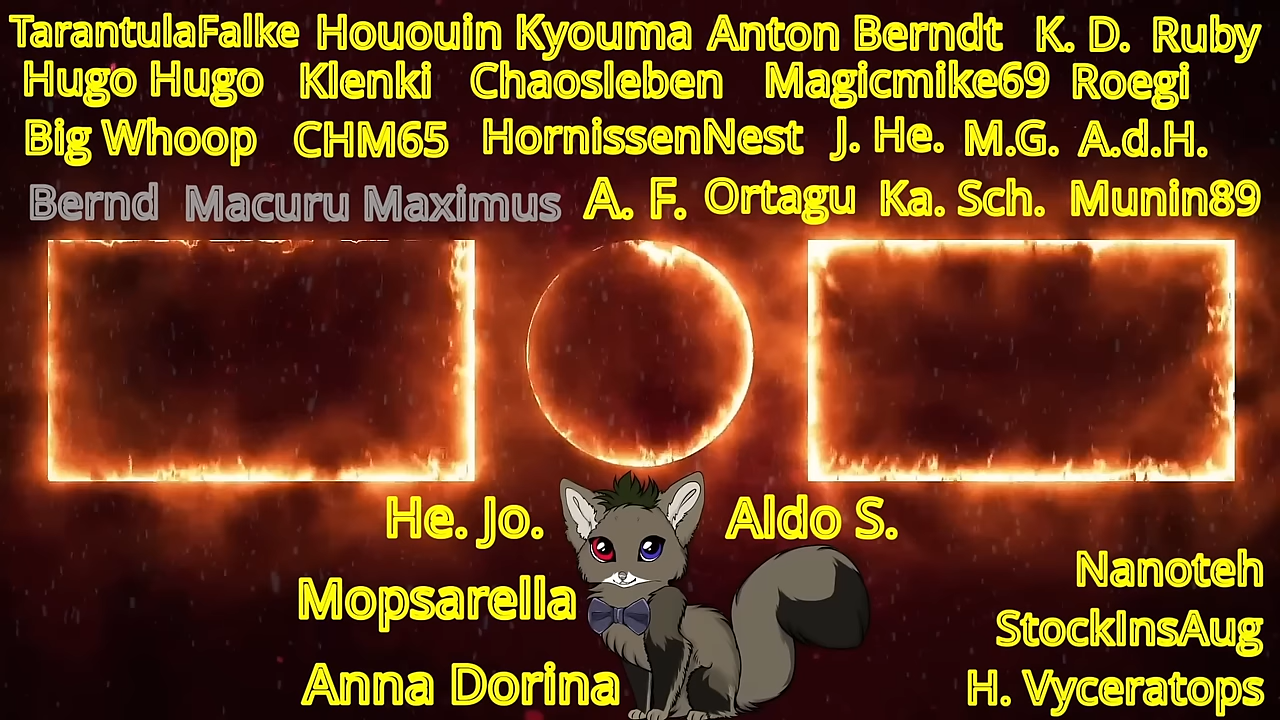 TarantulaFalke Hououin Kyouma Anton Berndt K. D. Ruby
Hugo Hugo Klenki Chaosleben Magicmike69 Roegi
Big Whoop CHM65 HornissenNest J. He. M.G. A.d.H.
Bernd Macuru Maximus A. F. Ortagu Ka. Sch. Munin89
He. Jo. Aldo S.
Nanoteh
Mopsarella
StockInsAug
Anna Dorina
H. Vyceratops